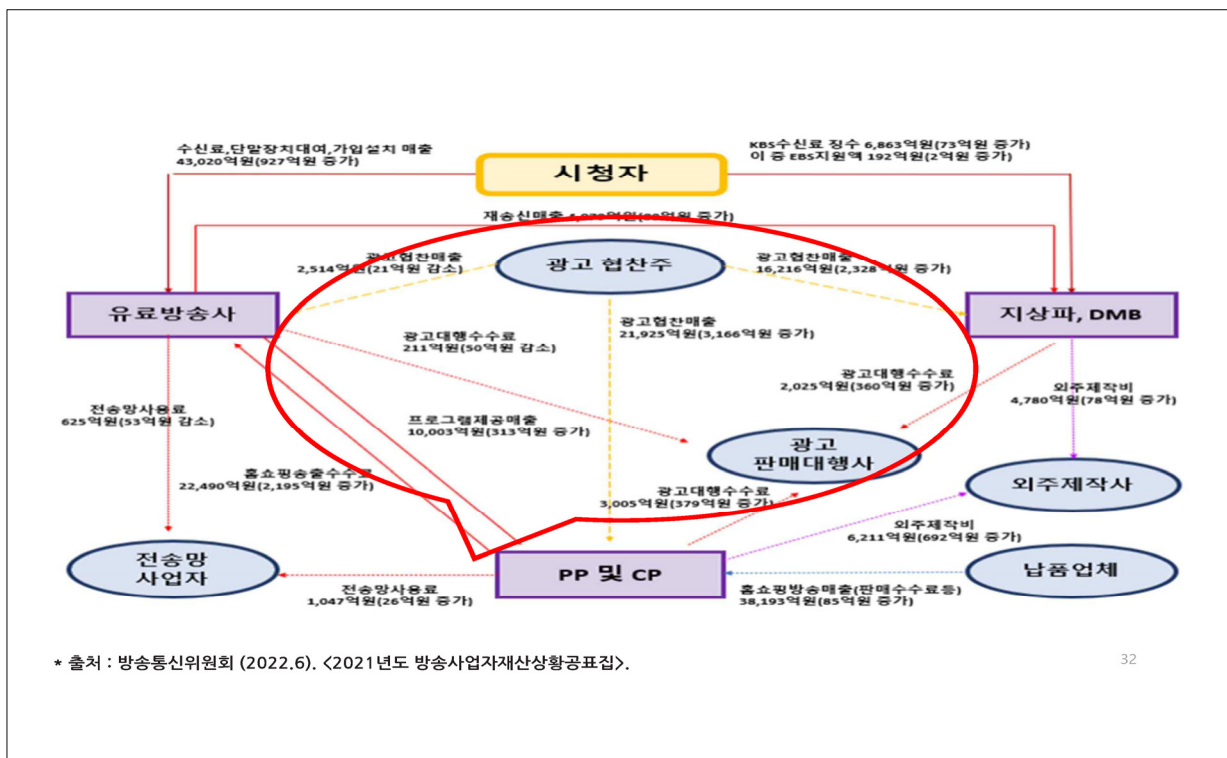 수신료,단말장치대여,가입설치 매출
43,020억원(927억원 증가)
KBS수신료 징수 6,863억원(73억원 증가)
이 중 EBS지원액 192억원(2억원 증가)
시청자
재송신매출 증가)
광고협찬매출
2,514억원(21억원 감소)
광고 협찬주
광고협찬매출
16,216억원(2,328억원 증가)
유료방송사
지상파, DMB
광고협찬매출
21,925억원(3,166억원 증가)
광고대행수수료
211억원(50억원 감소)
광고대행수수료
2,025억원(360억원 증가)
외주제작비
4,780억원(78억원 증가)
전송망사용료
625억원(53억원 감소)
프로그램제공매출
10,003억원(313억원 증가)
광고
판매대행사
홈쇼핑송출수수료
22,490억원(2,195억원 증가)
광고대행수수료
3,005억원(379억원 증가)
외주제작사
외주제작비
6,211억원(692억원 증가)
전송망
사업자
PP 및 CP
납품업체
전송망사용료
1,047억원(26억원 증가)
홈쇼핑방송매출(판매수수료등)
38,193억원(85억원 증가)
* 출처 : 방송통신위원회 (2022.6). <2021년도 방송사업자재산상황공표집>.
32